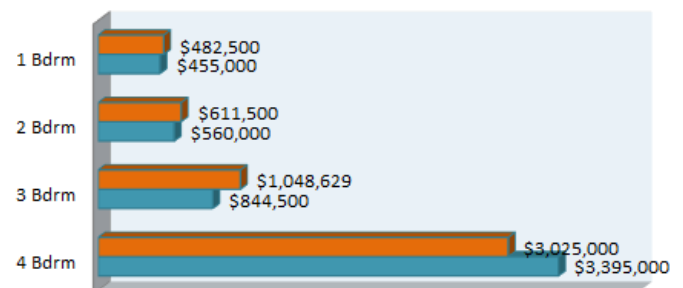 $482,500
1 Bdrm
$455,000
$611,500
2 Bdrm
$560,000
$1,048,629
3 Bdrm
$844,500
$3,025,000
4 Bdrm
$3,395,000